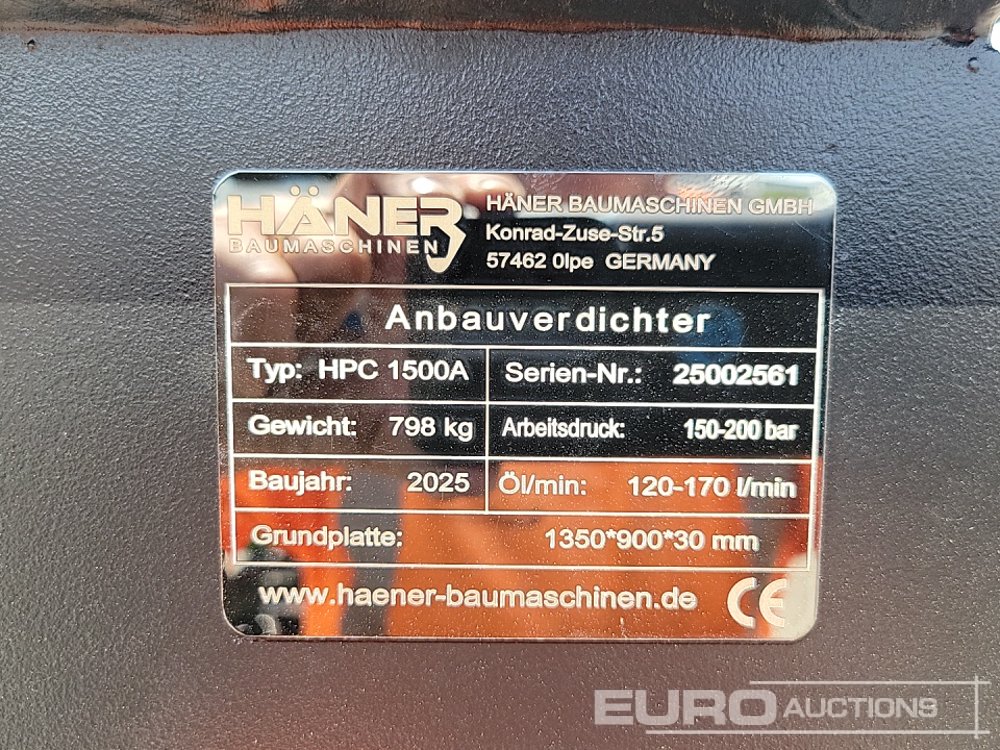 HÄNER
BAUMASCHINEN
HÄNER BAUMASCHINEN GMBH
Konrad-Zuse-Str.5
57462 Olpe GERMANY
Anbauverdichter
Typ: HPC 1500A
Serien-Nr.: 25002561
Gewicht: 798 kg
Arbeitsdruck: 150-200 bar
Baujahr: 2025
Öl/min: 120-170 l/min
Grundplatte: 1350*900*30 mm
www.haener-baumaschinen.de CE
EURO AUCTIONS